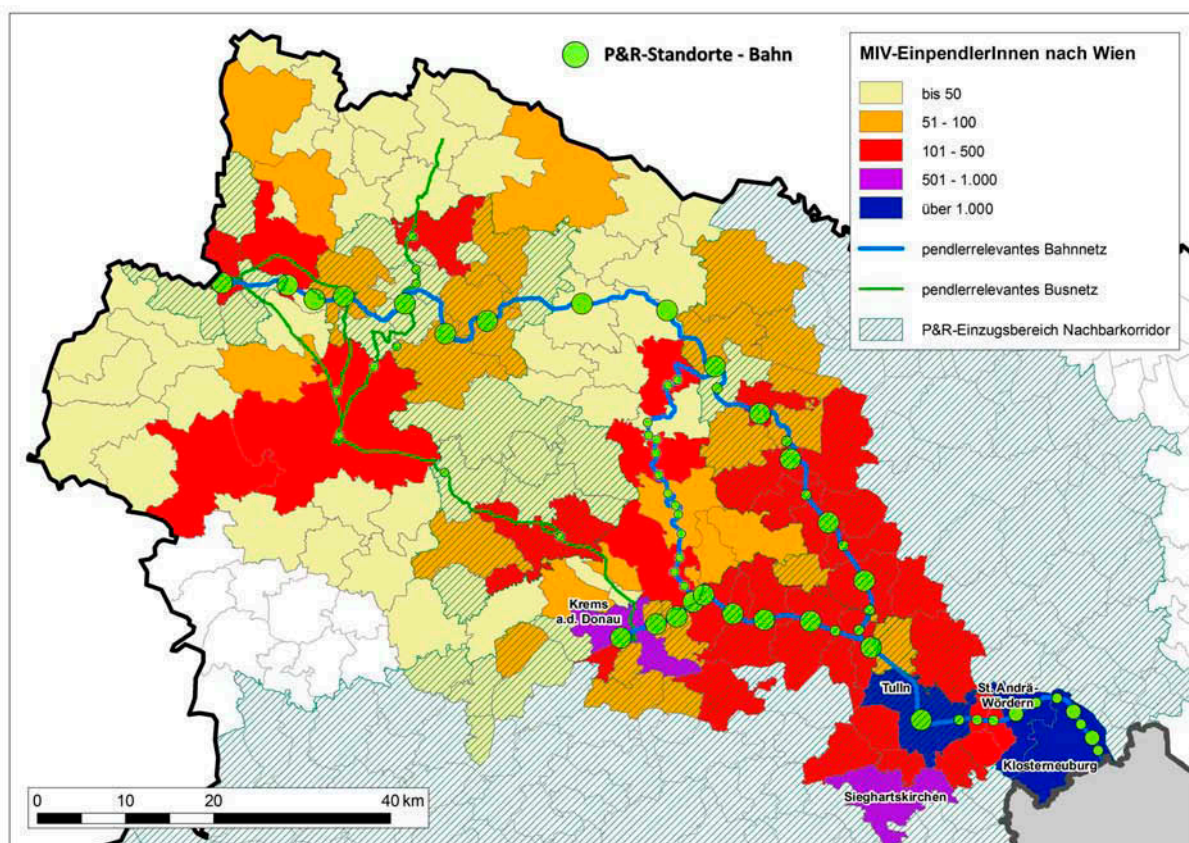 P&R-Standorte - Bahn
MIV-EinpendlerInnen nach Wien
bis 50
51 - 100
101 - 500
501 - 1.000
über 1.000
pendlerrelevantes Bahnnetz
pendlerrelevantes Busnetz
P&R-Einzugsbereich Nachbarkorridor
Krems
a.d. Donau
Tulln
St. Andrä-
Wördern
Klosterneuburg
Sieghartskirchen
0 10 20 40 km